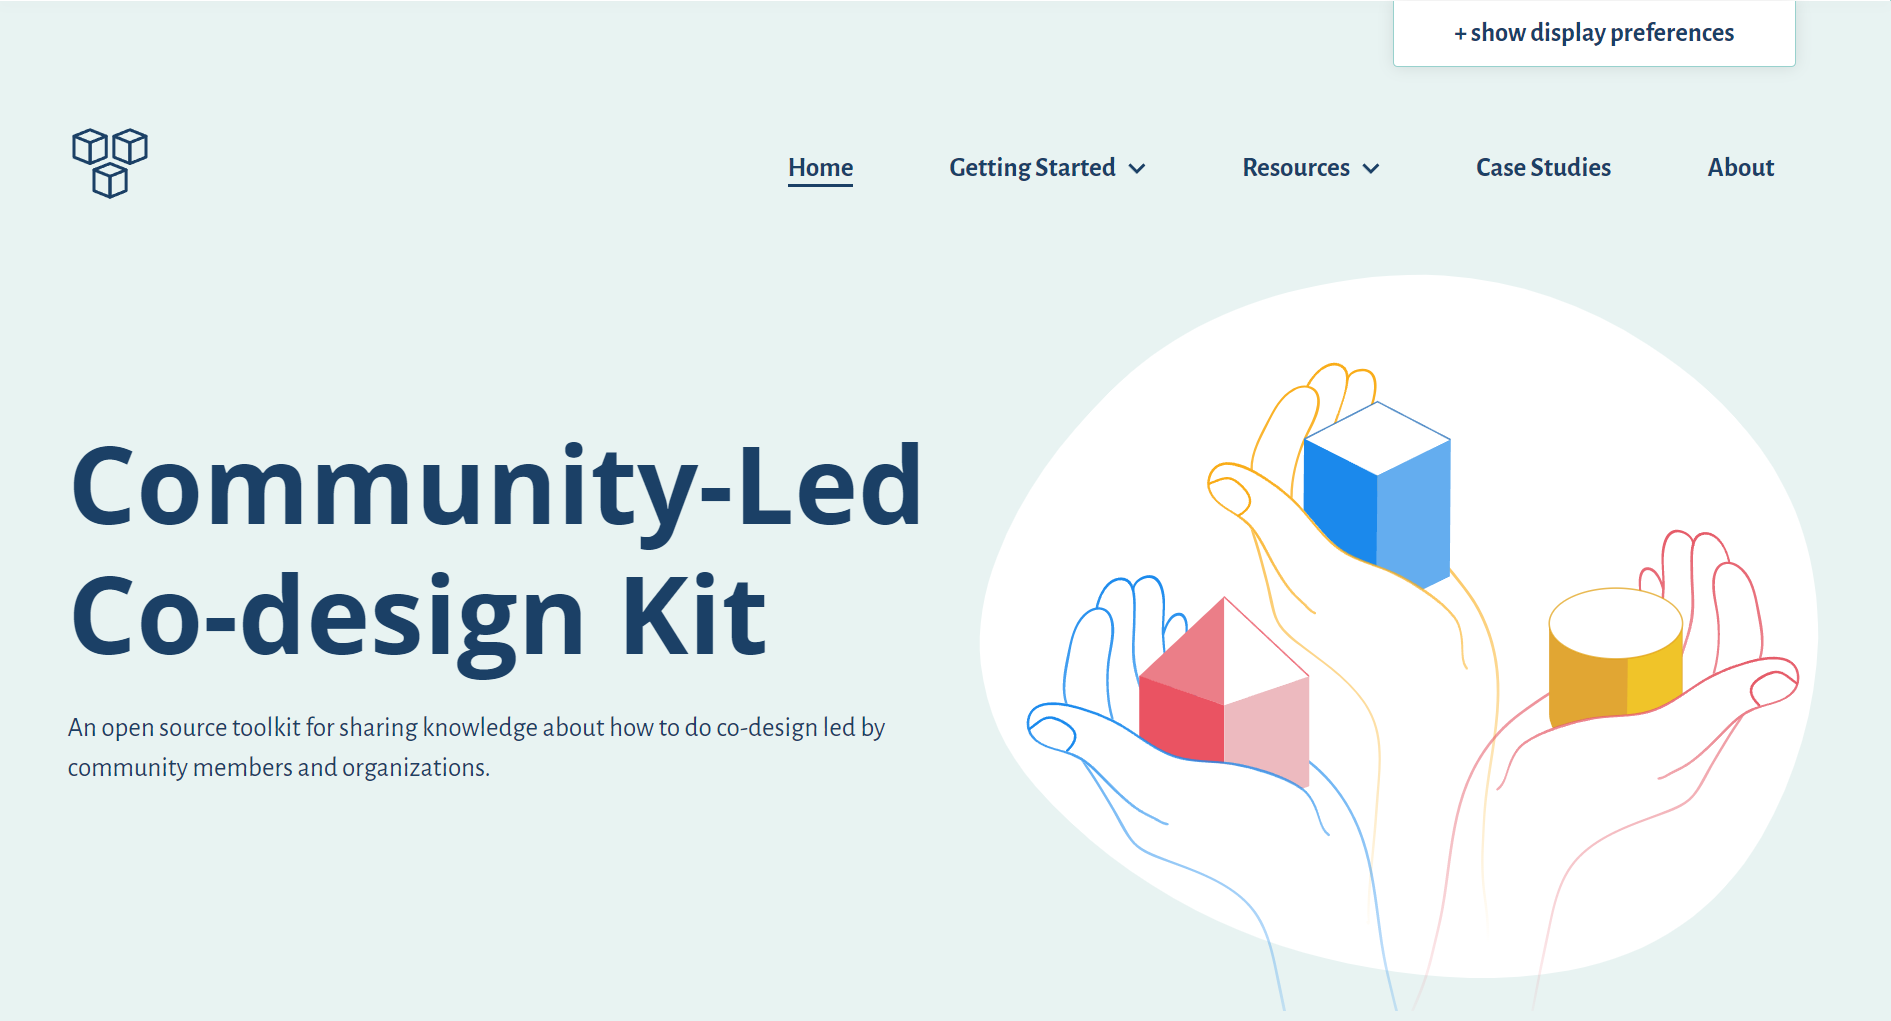 + show display preferences
Home
Getting Started
Resources
Case Studies
About
Community-Led
Co-design Kit
An open source toolkit for sharing knowledge about how to do co-design led by
community members and organizations.